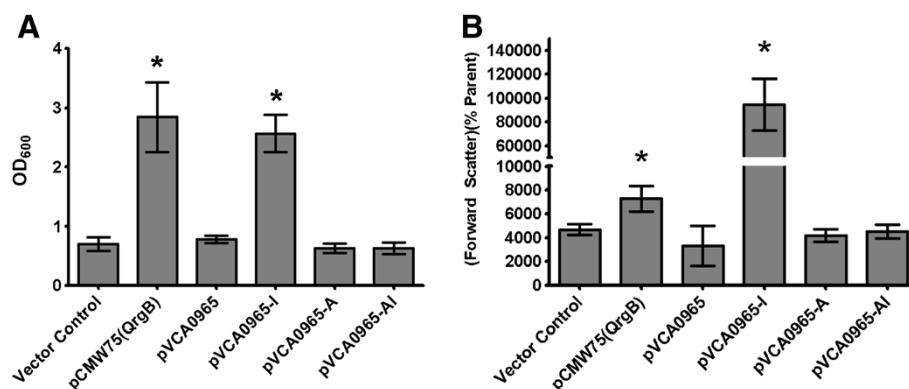 A
*
*
4
3
2
1
0
OD600
Vector Control
pCMW75(QrgB)
pVCA0965
pVCA0965-I
pVCA0965-A
pVCA0965-AI
B
*
*
140000
120000
100000
80000
60000
40000
20000
10000
8000
6000
4000
2000
0
(Forward Scatter)(% Parent)
Vector Control
pCMW75(QrgB)
pVCA0965
pVCA0965-I
pVCA0965-A
pVCA0965-AI